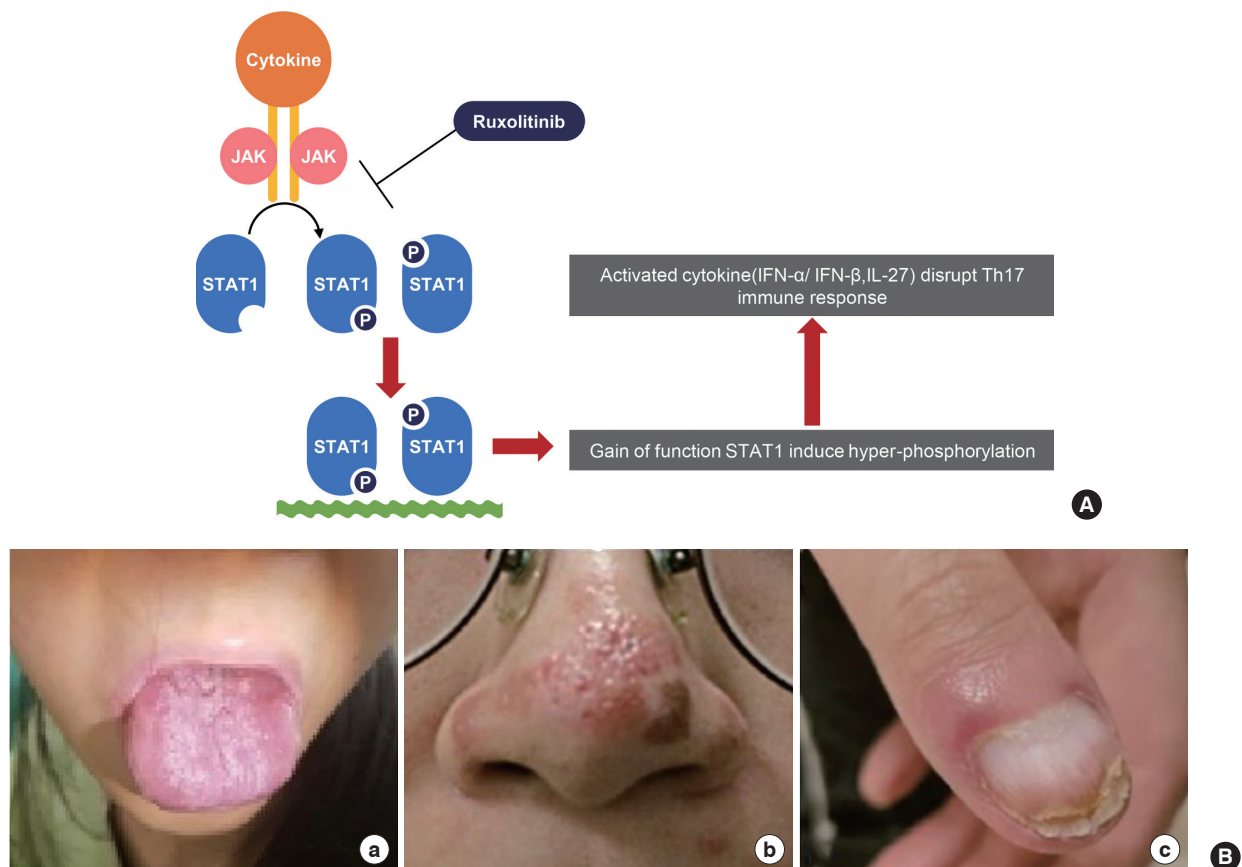 Cytokine
Ruxolitinib
JAK
JAK
STAT1
STAT1
P
P
STAT1
Activated cytokine(IFN-α/ IFN-β,IL-27) disrupt Th17
immune response
STAT1
P
P
STAT1
Gain of function STAT1 induce hyper-phosphorylation
A
a
b
c
B